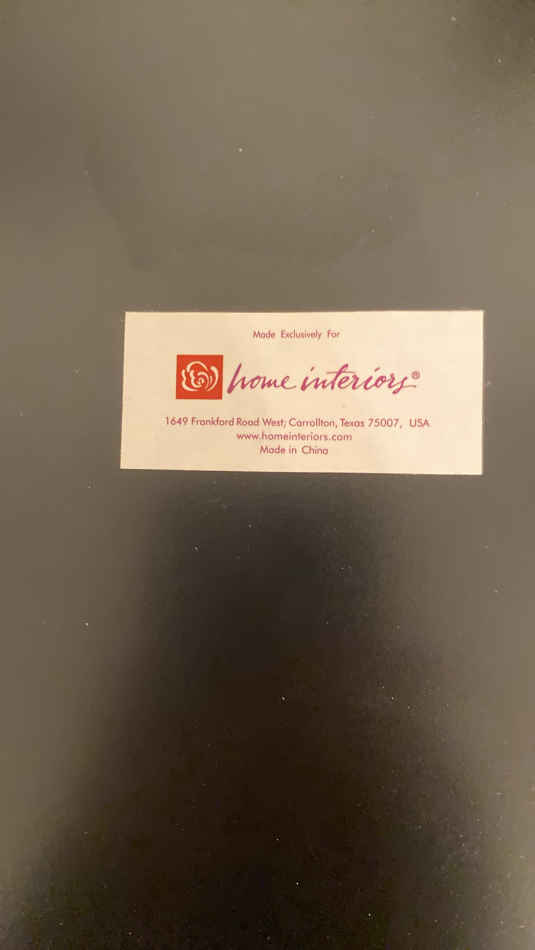 Made Exclusively For
home interiors®
1649 Frankford Road West, Carrollton, Texas 75007, USA
www.homeinteriors.com
Made in China